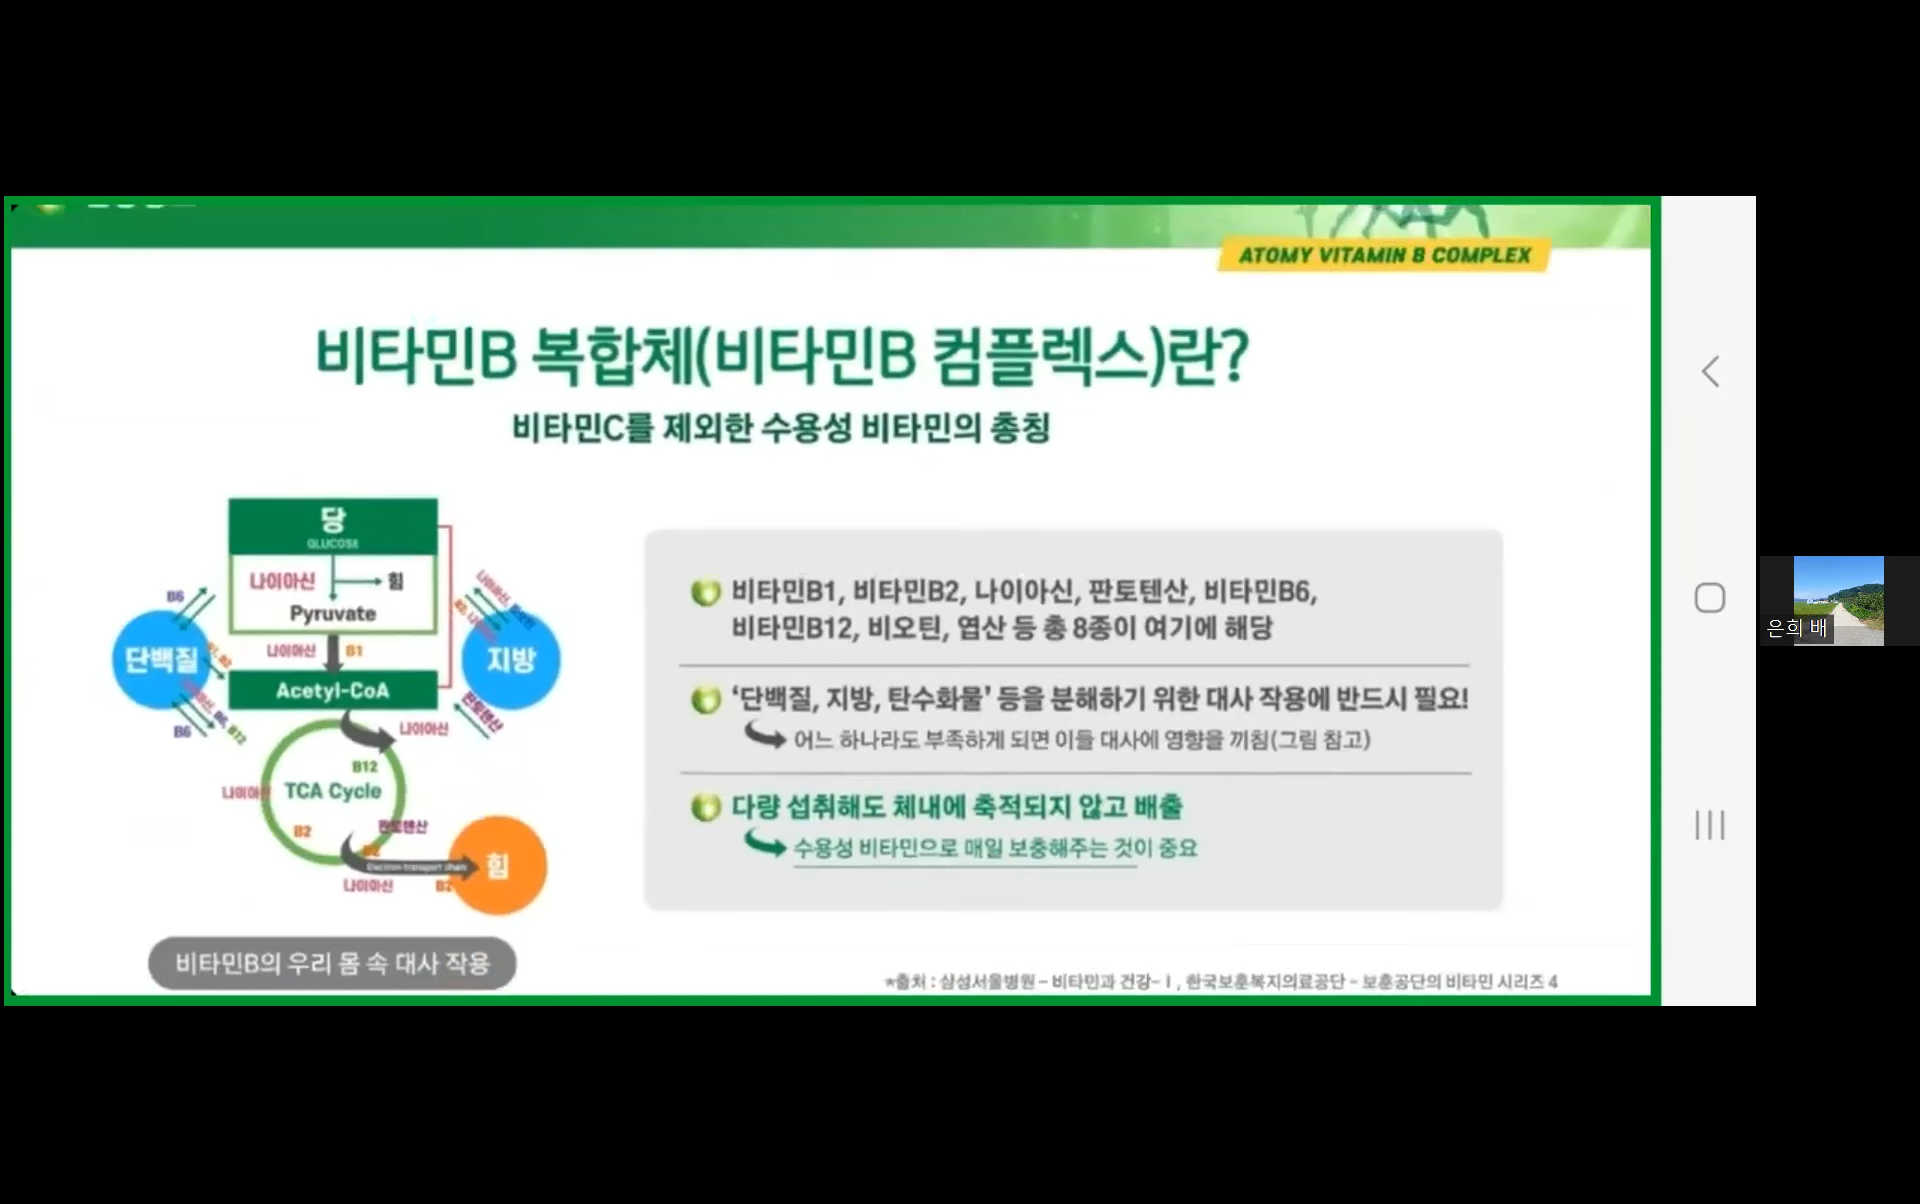 ATOMY VITAMIN B COMPLEX
비타민B 복합체(비타민B 컴플렉스)란?
비타민C를 제외한 수용성 비타민의 총칭
당
GLUCOSE
나이아신
힘
Pyruvate
나이아신
B1
Acetyl-CoA
B6
단백질
B6
지방
판토텐산
나이아신
B12
TCA Cycle
나이아신
B2
판토텐산
Electron transport chain
힘
나이아신
B2
비타민B의 우리 몸 속 대사 작용
비타민B1, 비타민B2, 나이아신, 판토텐산, 비타민B6,
비타민B12, 비오틴, 엽산 등 총 8종이 여기에 해당
‘단백질, 지방, 탄수화물' 등을 분해하기 위한 대사 작용에 반드시 필요!
어느 하나라도 부족하게 되면 이들 대사에 영향을 끼침(그림 참고)
다량 섭취해도 체내에 축적되지 않고 배출
수용성 비타민으로 매일 보충해주는 것이 중요
*출처 : 삼성서울병원 – 비타민과 건강-Ⅰ, 한국보훈복지의료공단 - 보훈공단의 비타민 시리즈 4
은희 배